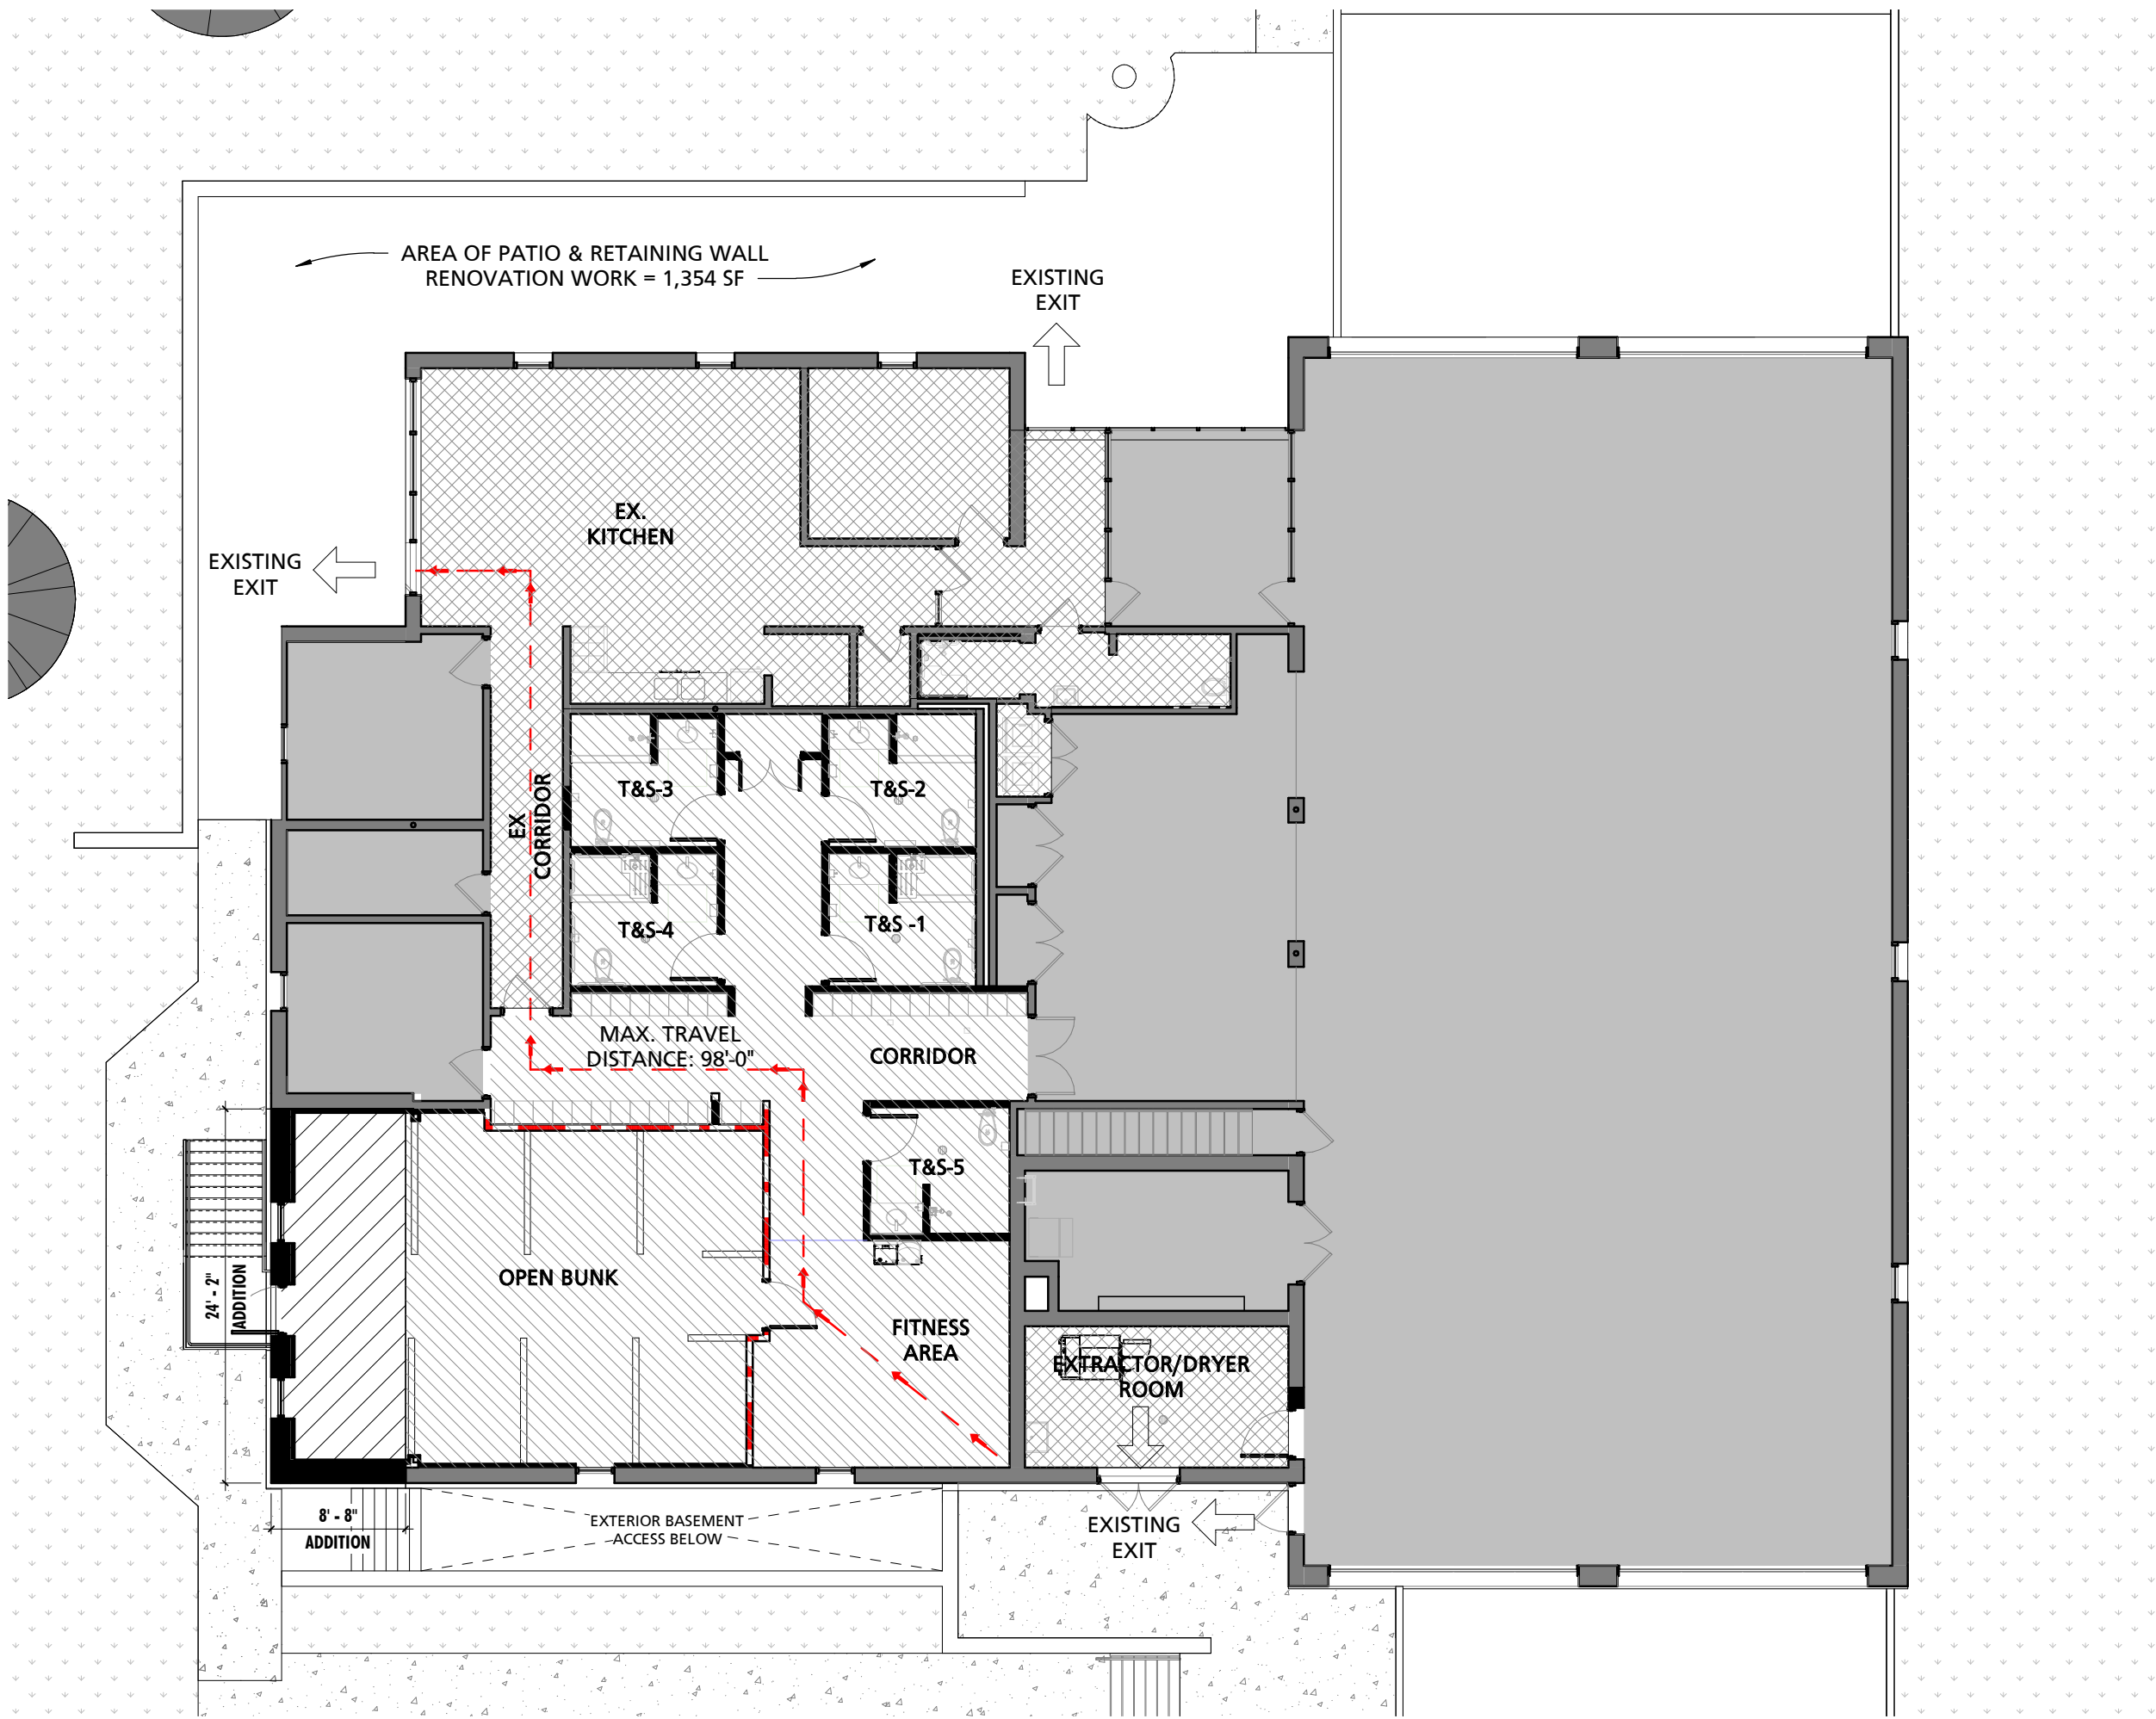 AREA OF PATIO & RETAINING WALL
RENOVATION WORK = 1,354 SF
EXISTING
EXIT
EX.
KITCHEN
EXISTING
EXIT
T&S-3
T&S-2
EX
CORRIDOR
T&S-4
T&S -1
MAX. TRAVEL
DISTANCE: 98'-0"
CORRIDOR
T&S-5
OPEN BUNK
24' - 2"
ADDITION
FITNESS
AREA
EXTRACTOR/DRYER
ROOM
8' - 8"
ADDITION
EXTERIOR BASEMENT
ACCESS BELOW
EXISTING
EXIT